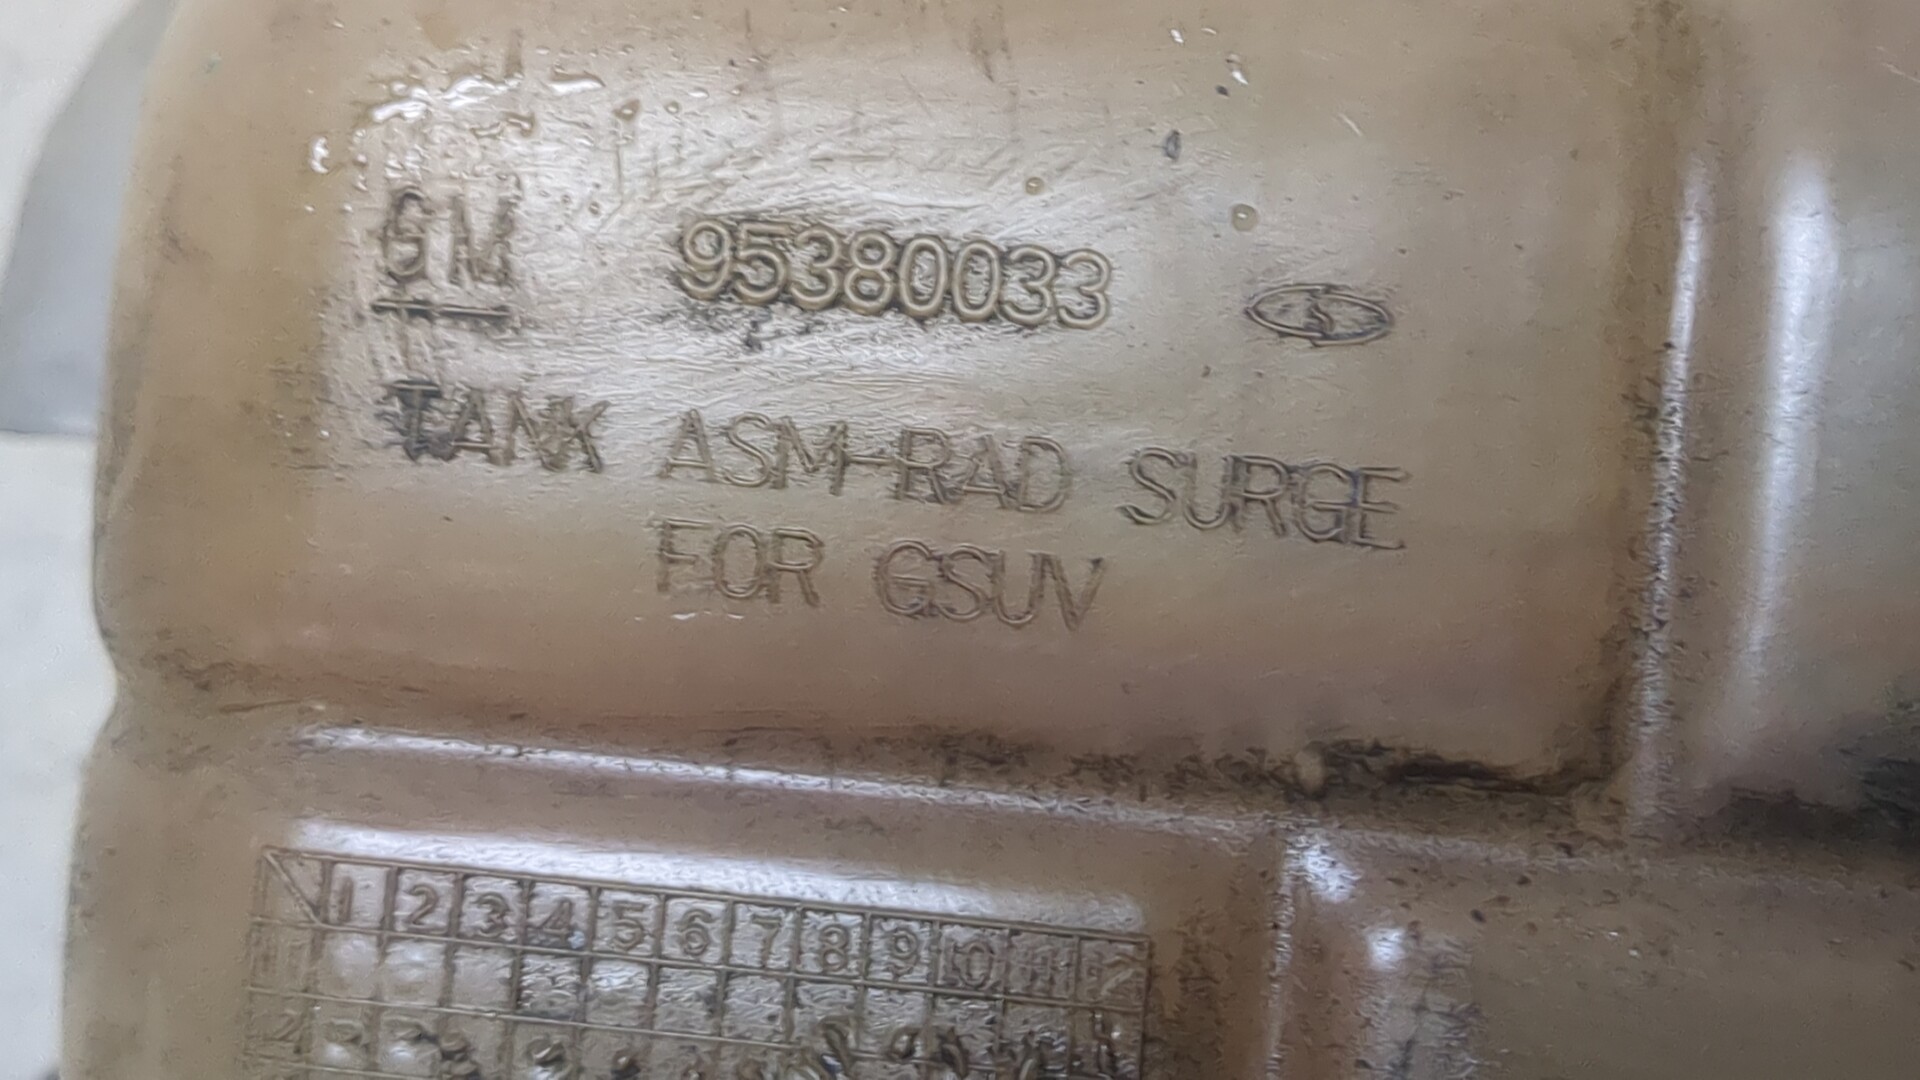 GM 95380033
TANK ASM-RAD SURGE
FOR GSUV
1 2 3 4 5 6 7 8 9 10 11 12